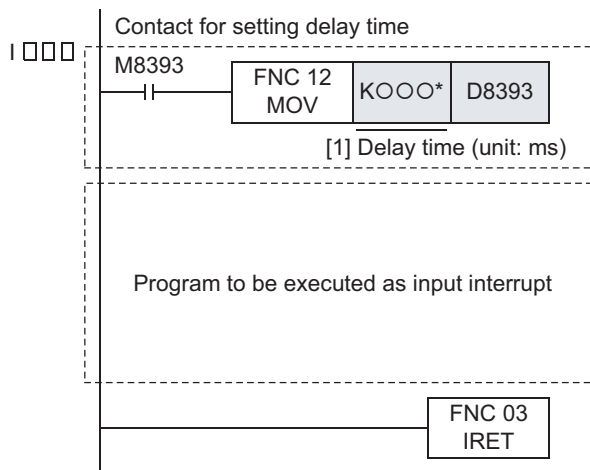 Contact for setting delay time
I □□□
M8393
FNC 12
MOV
K○○○*
D8393
[1] Delay time (unit: ms)
Program to be executed as input interrupt
FNC 03
IRET